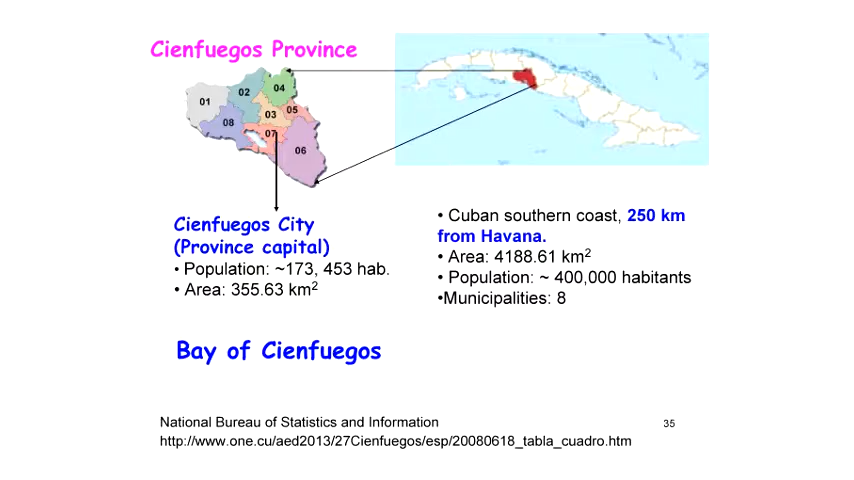 Cienfuegos Province
01
02
04
03
05
08
07
06
Cienfuegos City
(Province capital)
• Population: ~173, 453 hab.
• Area: 355.63 km2
• Cuban southern coast, 250 km
from Havana.
• Area: 4188.61 km2
• Population: ~ 400,000 habitants
•Municipalities: 8
Bay of Cienfuegos
National Bureau of Statistics and Information
35
http://www.one.cu/aed2013/27Cienfuegos/esp/20080618_tabla_cuadro.htm